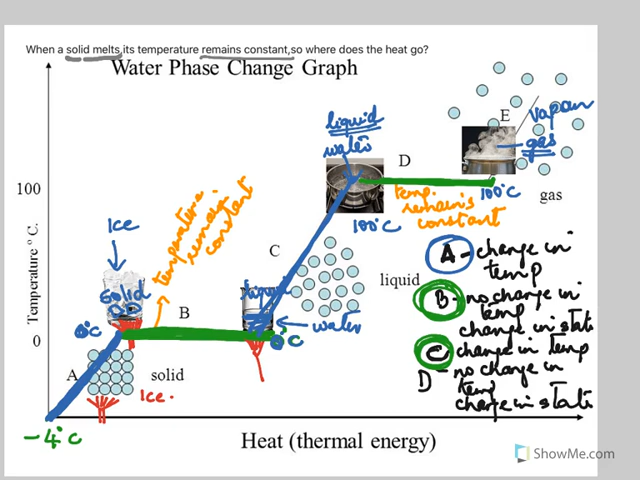 When a solid melts,its temperature remains constant,so where does the heat go?
Water Phase Change Graph
E
vapour
liquid
water
D
gas
100
temp.
remains
constant
100°C
gas
100°C
temperature
remains
constant
Ice
A - change in
temp
C
Temperature º C.
solid
liquid
liquid
B - no change in
temp
change in state
B
0°C
water
0
0°C
C - change in temp
A
solid
D - no change in
temp
change in state
Ice.
-4°C
Heat (thermal energy)
ShowMe.com